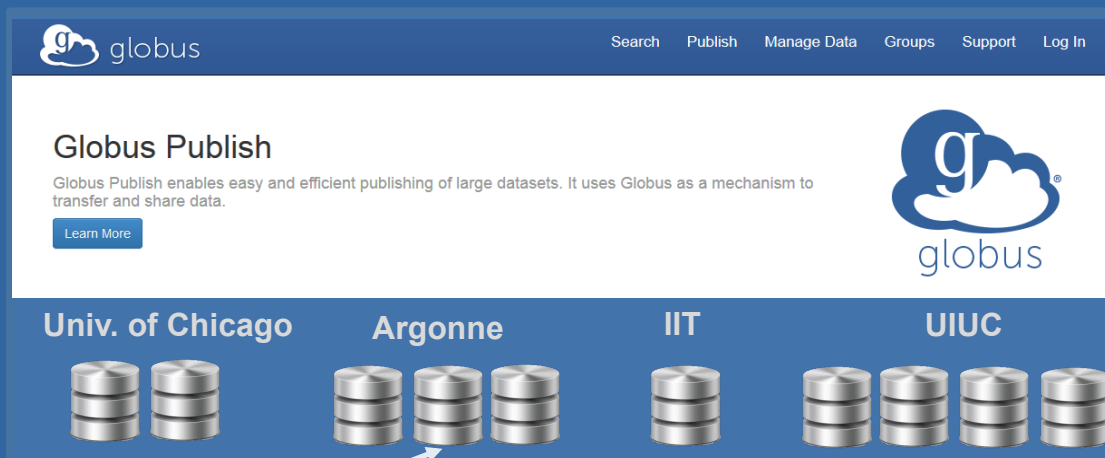 globus
Search Publish Manage Data Groups Support Log In
Globus Publish
Globus Publish enables easy and efficient publishing of large datasets. It uses Globus as a mechanism to
transfer and share data.
Learn More
g
globus
®
Univ. of Chicago Argonne IIT UIUC